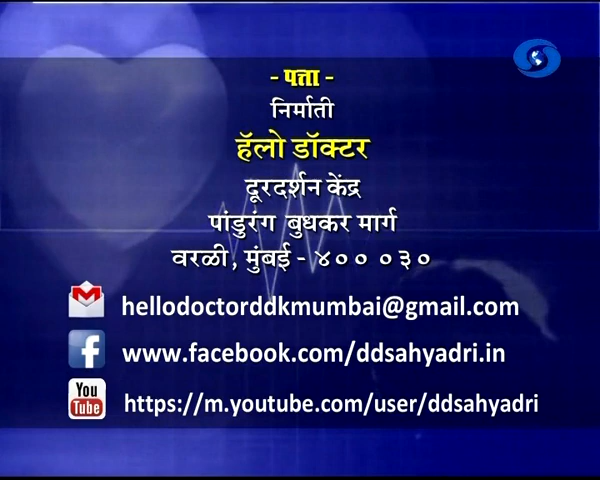 - पत्ता -
निर्माती
हॅलो डॉक्टर
दूरदर्शन केंद्र
पांडुरंग बुधकर मार्ग
वरळी, मुंबई - ४०० ०३०
hellodoctorddkmumbai@gmail.com
www.facebook.com/ddsahyadri.in
You
Tube
https://m.youtube.com/user/ddsahyadri